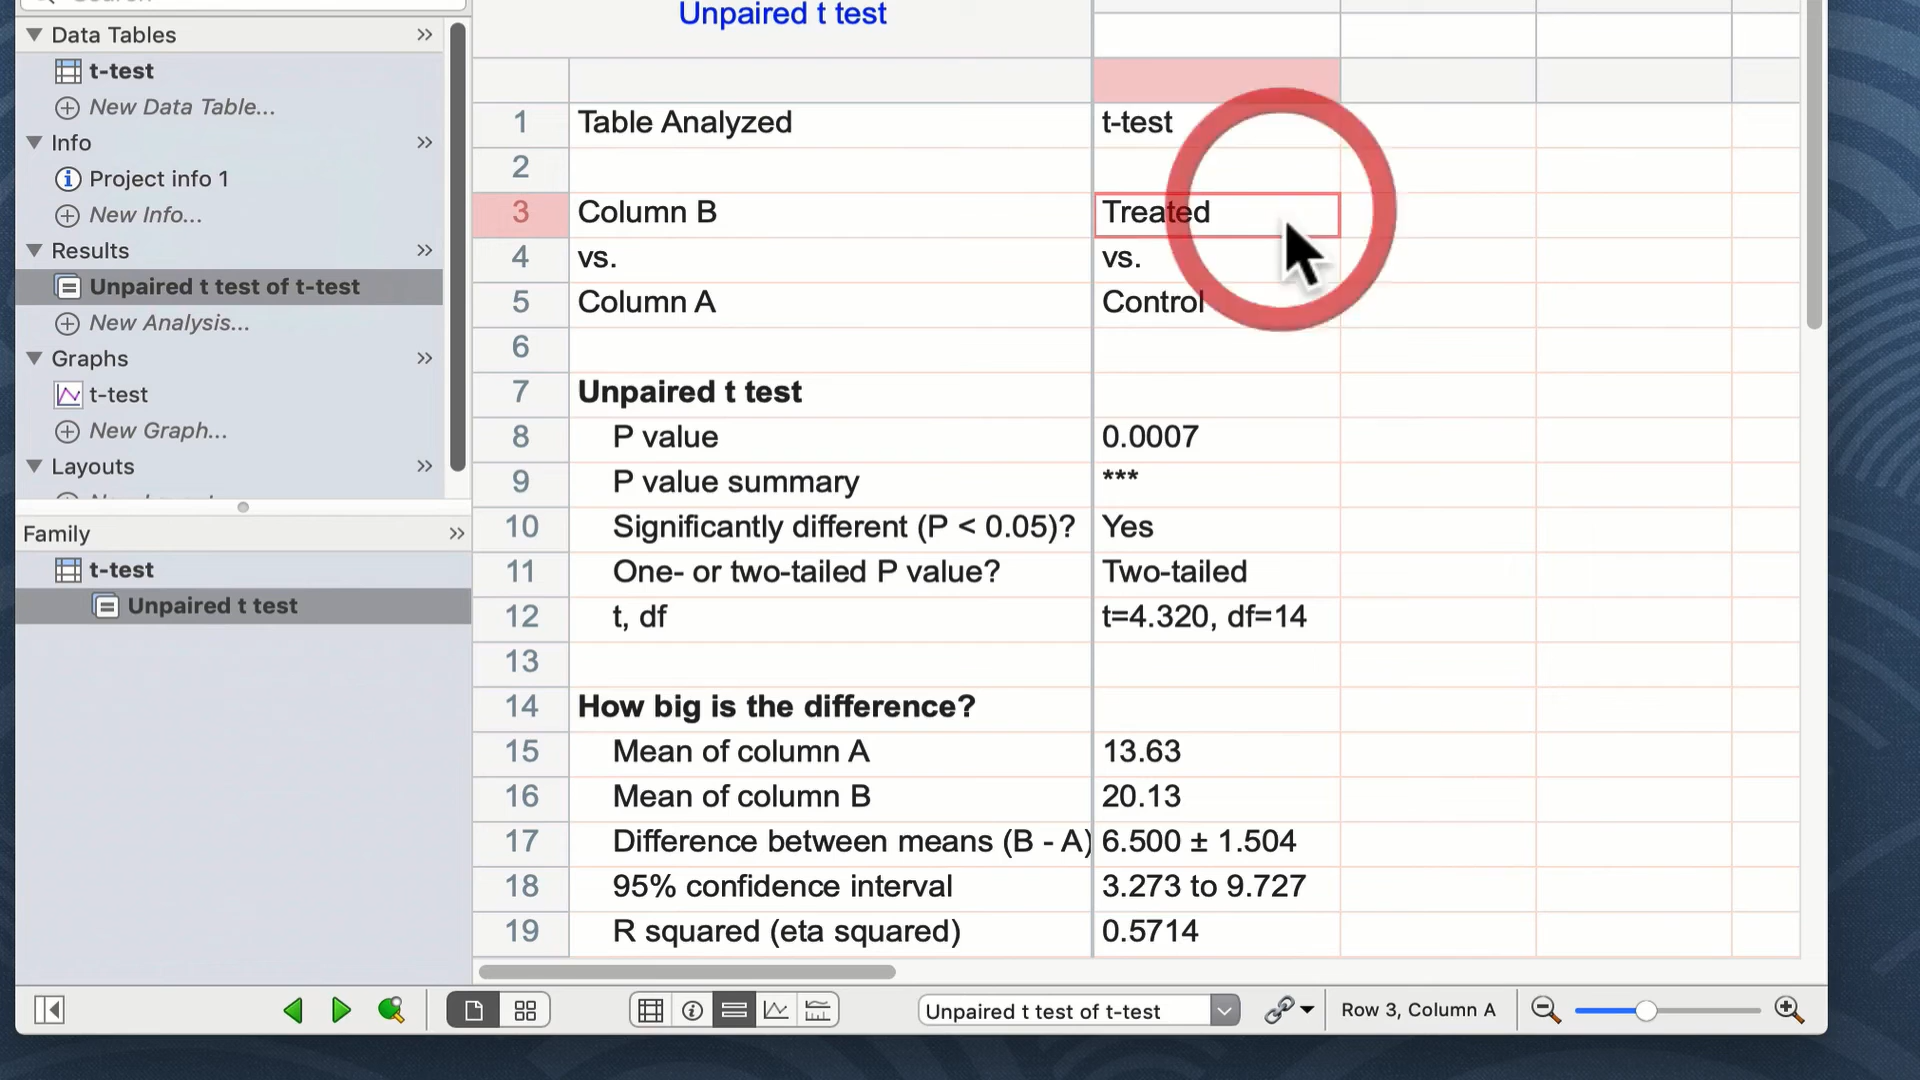 Unpaired t test
Data Tables
t-test
New Data Table...
Info
Project info 1
New Info...
Results
Unpaired t test of t-test
New Analysis...
Graphs
t-test
New Graph...
Layouts
Family
t-test
Unpaired t test
1 Table Analyzed t-test
2
3 Column B Treated
4 vs. vs.
5 Column A Control
6
7 Unpaired t test
8 P value 0.0007
9 P value summary ***
10 Significantly different (P < 0.05)? Yes
11 One- or two-tailed P value? Two-tailed
12 t, df t=4.320, df=14
13
14 How big is the difference?
15 Mean of column A 13.63
16 Mean of column B 20.13
17 Difference between means (B - A) 6.500 ± 1.504
18 95% confidence interval 3.273 to 9.727
19 R squared (eta squared) 0.5714
Unpaired t test of t-test
Row 3, Column A